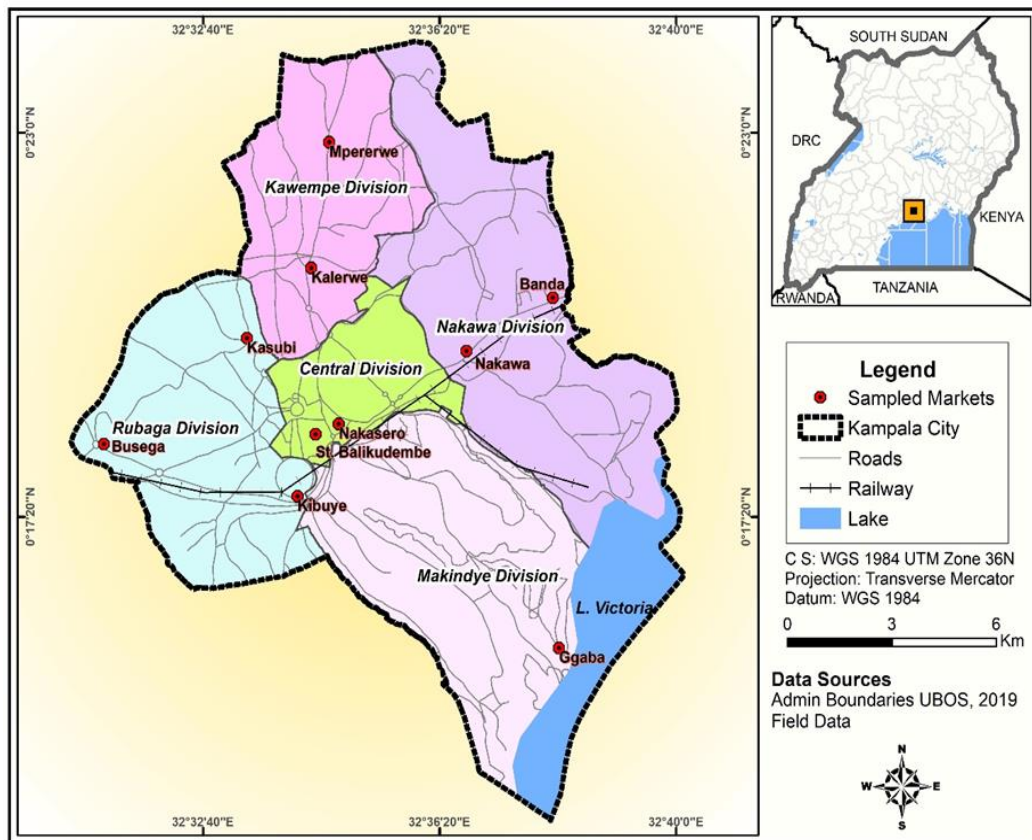 32°32'40"E
32°36'20"E
32°40'0"E
0°23'0"N
0°23'0"N
Mpererwe
Kawempe Division
Kalerwe
Banda
Kasubi
Nakawa Division
Nakawa
Central Division
Rubaga Division
Busega
Nakasero
St. Balikudembe
Kibuye
0°17'20"N
0°17'20"N
Makindye Division
L. Victoria
Ggaba
32°32'40"E
32°36'20"E
32°40'0"E
SOUTH SUDAN
DRC
KENYA
RWANDA
TANZANIA
Legend
Sampled Markets
Kampala City
Roads
Railway
Lake
C S: WGS 1984 UTM Zone 36N
Projection: Transverse Mercator
Datum: WGS 1984
0 3 6
Km
Data Sources
Admin Boundaries UBOS, 2019
Field Data
N
W E
S